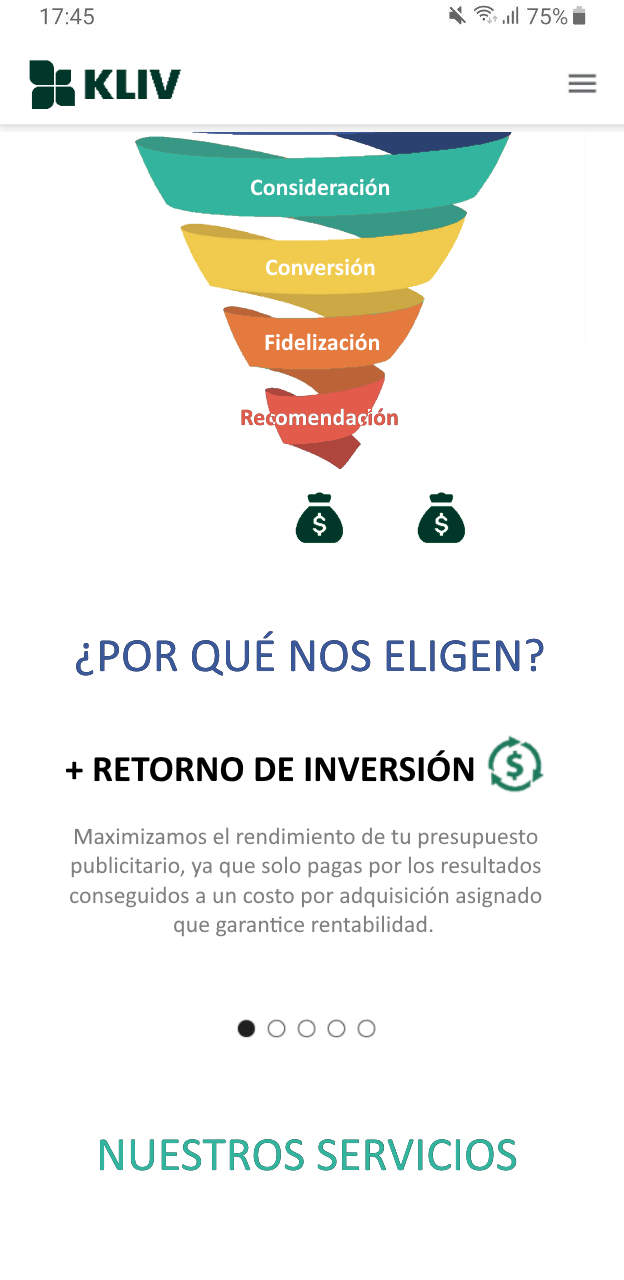 17:45
75%
KLIV
Consideración
Conversión
Fidelización
Recomendación
$ $
¿POR QUÉ NOS ELIGEN?
+ RETORNO DE INVERSIÓN $
Maximizamos el rendimiento de tu presupuesto
publicitario, ya que solo pagas por los resultados
conseguidos a un costo por adquisición asignado
que garantice rentabilidad.
NUESTROS SERVICIOS